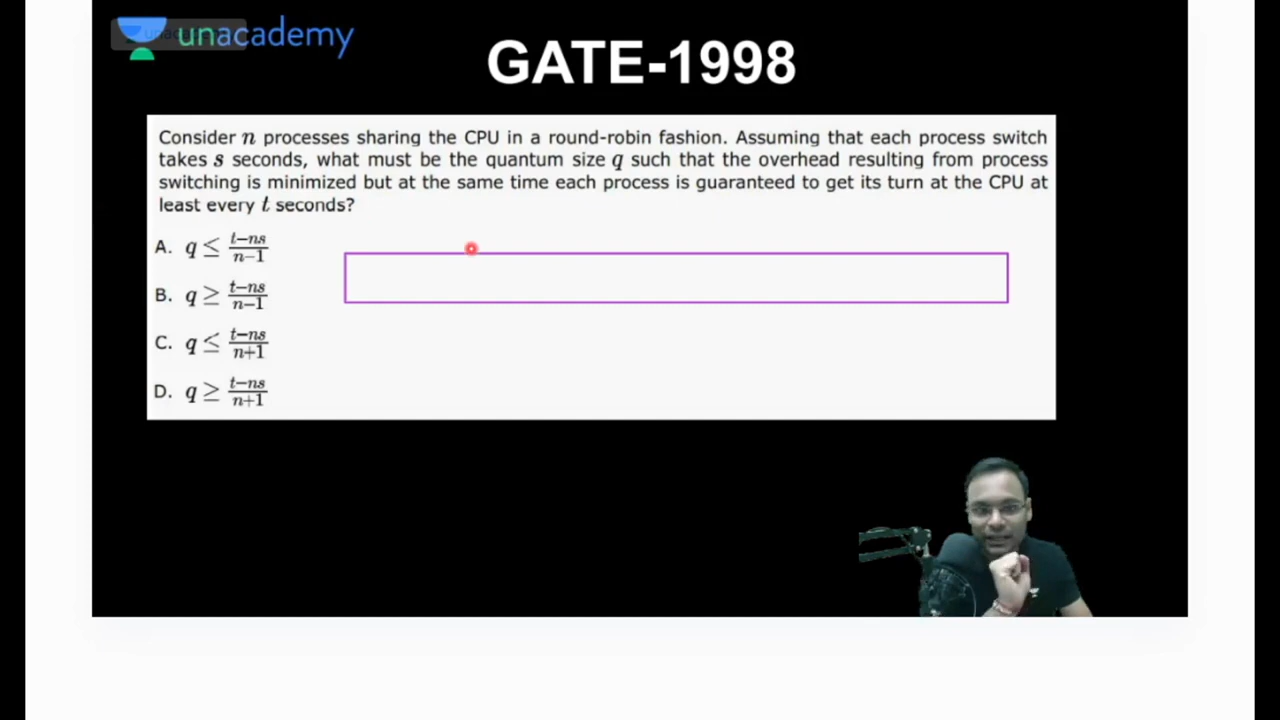 unacademy
GATE-1998
Consider n processes sharing the CPU in a round-robin fashion. Assuming that each process switch
takes s seconds, what must be the quantum size q such that the overhead resulting from process
switching is minimized but at the same time each process is guaranteed to get its turn at the CPU at
least every t seconds?
A. q ≤ t−ns/n−1
B. q ≥ t−ns/n−1
C. q ≤ t−ns/n+1
D. q ≥ t−ns/n+1